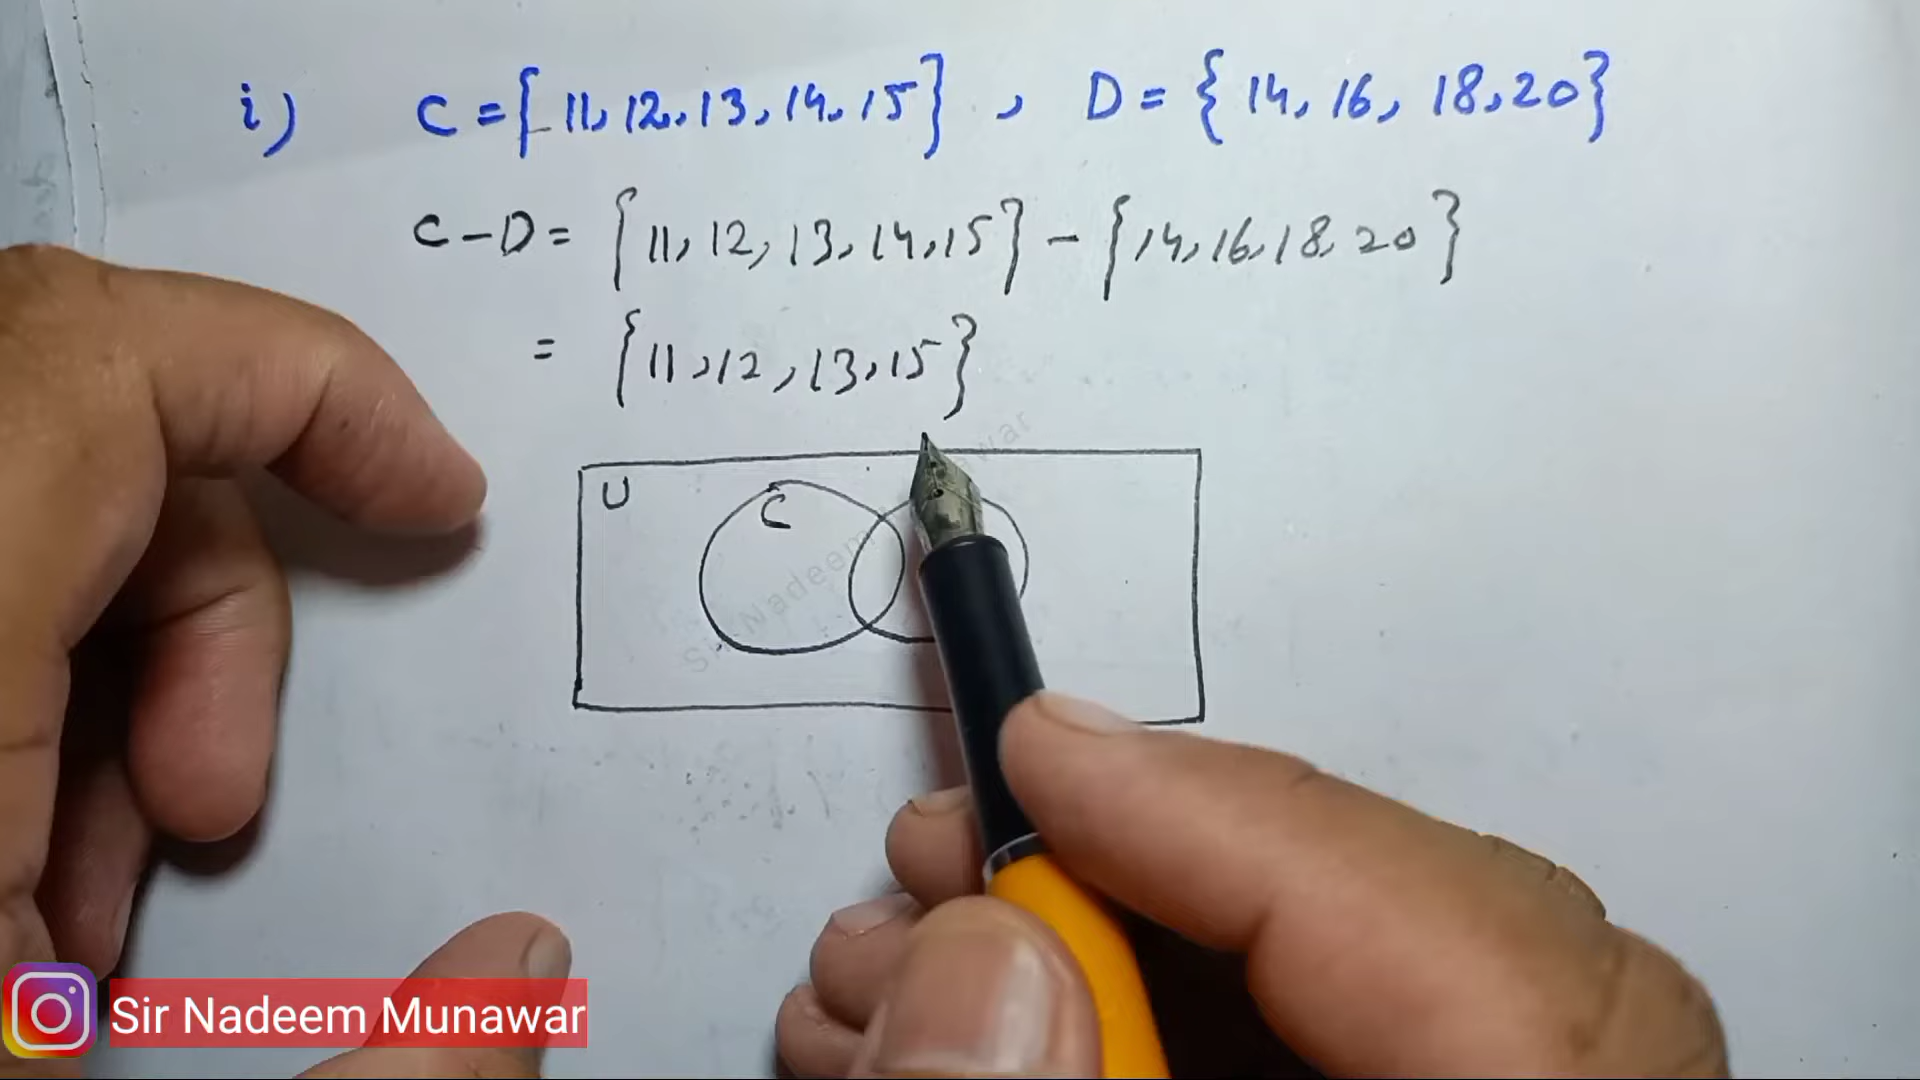 i) C = { 11, 12, 13, 14, 15 } , D = { 14, 16, 18, 20 }
C - D = { 11, 12, 13, 14, 15 } - { 14, 16, 18, 20 }
= { 11, 12, 13, 15 }
U
C
Sir Nadeem Munawar